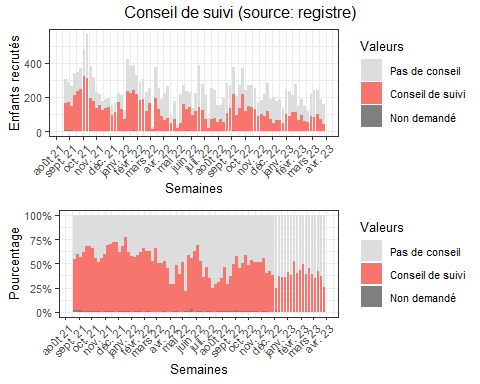 Conseil de suivi (source: registre)
Enfants recrutés
400
200
0
août 21
sept. 21
oct. 21
nov. 21
déc. 21
janv. 22
févr. 22
mars 22
avr. 22
mai 22
juin 22
juil. 22
août 22
sept. 22
oct. 22
nov. 22
déc. 22
janv. 23
févr. 23
mars 23
avr. 23
Semaines
Valeurs
Pas de conseil
Conseil de suivi
Non demandé
Pourcentage
100%
75%
50%
25%
0%
août 21
sept. 21
oct. 21
nov. 21
déc. 21
janv. 22
févr. 22
mars 22
avr. 22
mai 22
juin 22
juil. 22
août 22
sept. 22
oct. 22
nov. 22
déc. 22
janv. 23
févr. 23
mars 23
avr. 23
Semaines
Valeurs
Pas de conseil
Conseil de suivi
Non demandé